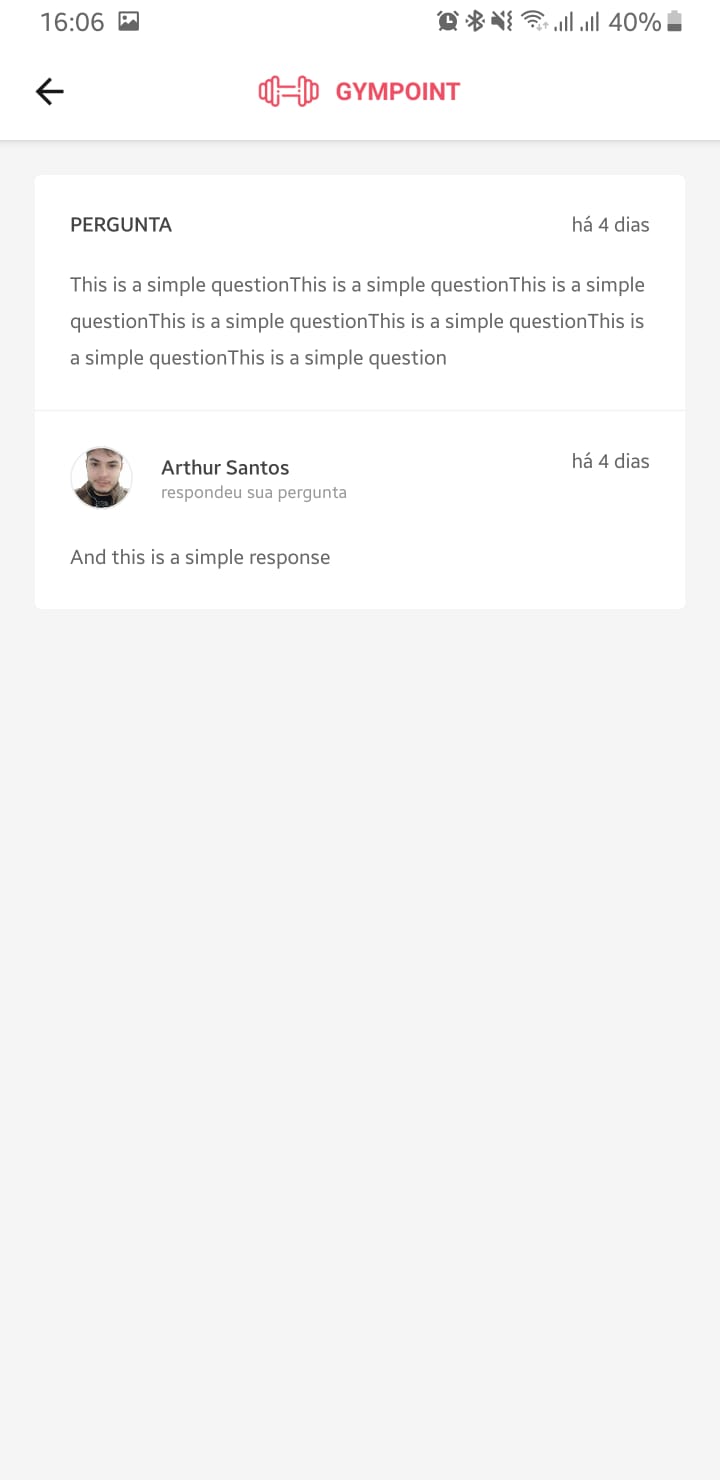 16:06
40%
GYMPOINT
PERGUNTA
há 4 dias
This is a simple questionThis is a simple questionThis is a simple
questionThis is a simple questionThis is a simple questionThis is
a simple questionThis is a simple question
Arthur Santos
há 4 dias
respondeu sua pergunta
And this is a simple response